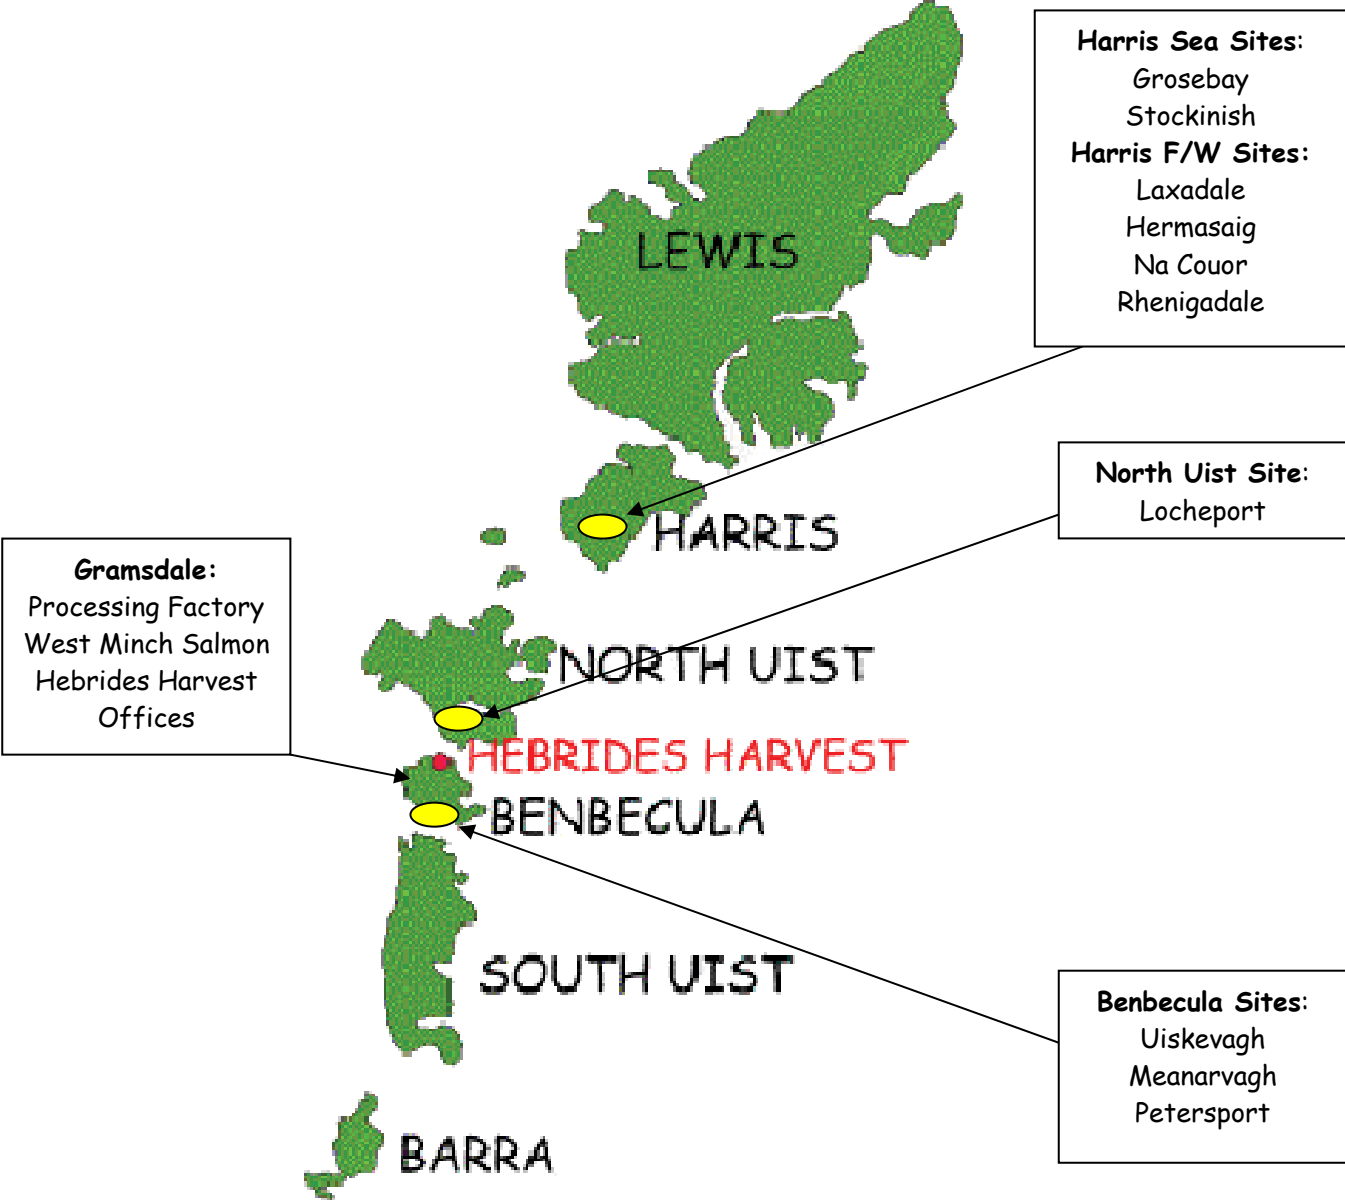 Harris Sea Sites:
Grosebay
Stockinish
Harris F/W Sites:
Laxadale
Hermasaig
Na Couor
Rhenigadale
LEWIS
North Uist Site:
Locheport
HARRIS
Gramsdale:
Processing Factory
West Minch Salmon
Hebrides Harvest
Offices
NORTH UIST
HEBRIDES HARVEST
BENBECULA
SOUTH UIST
Benbecula Sites:
Uiskevagh
Meanarvagh
Petersport
BARRA